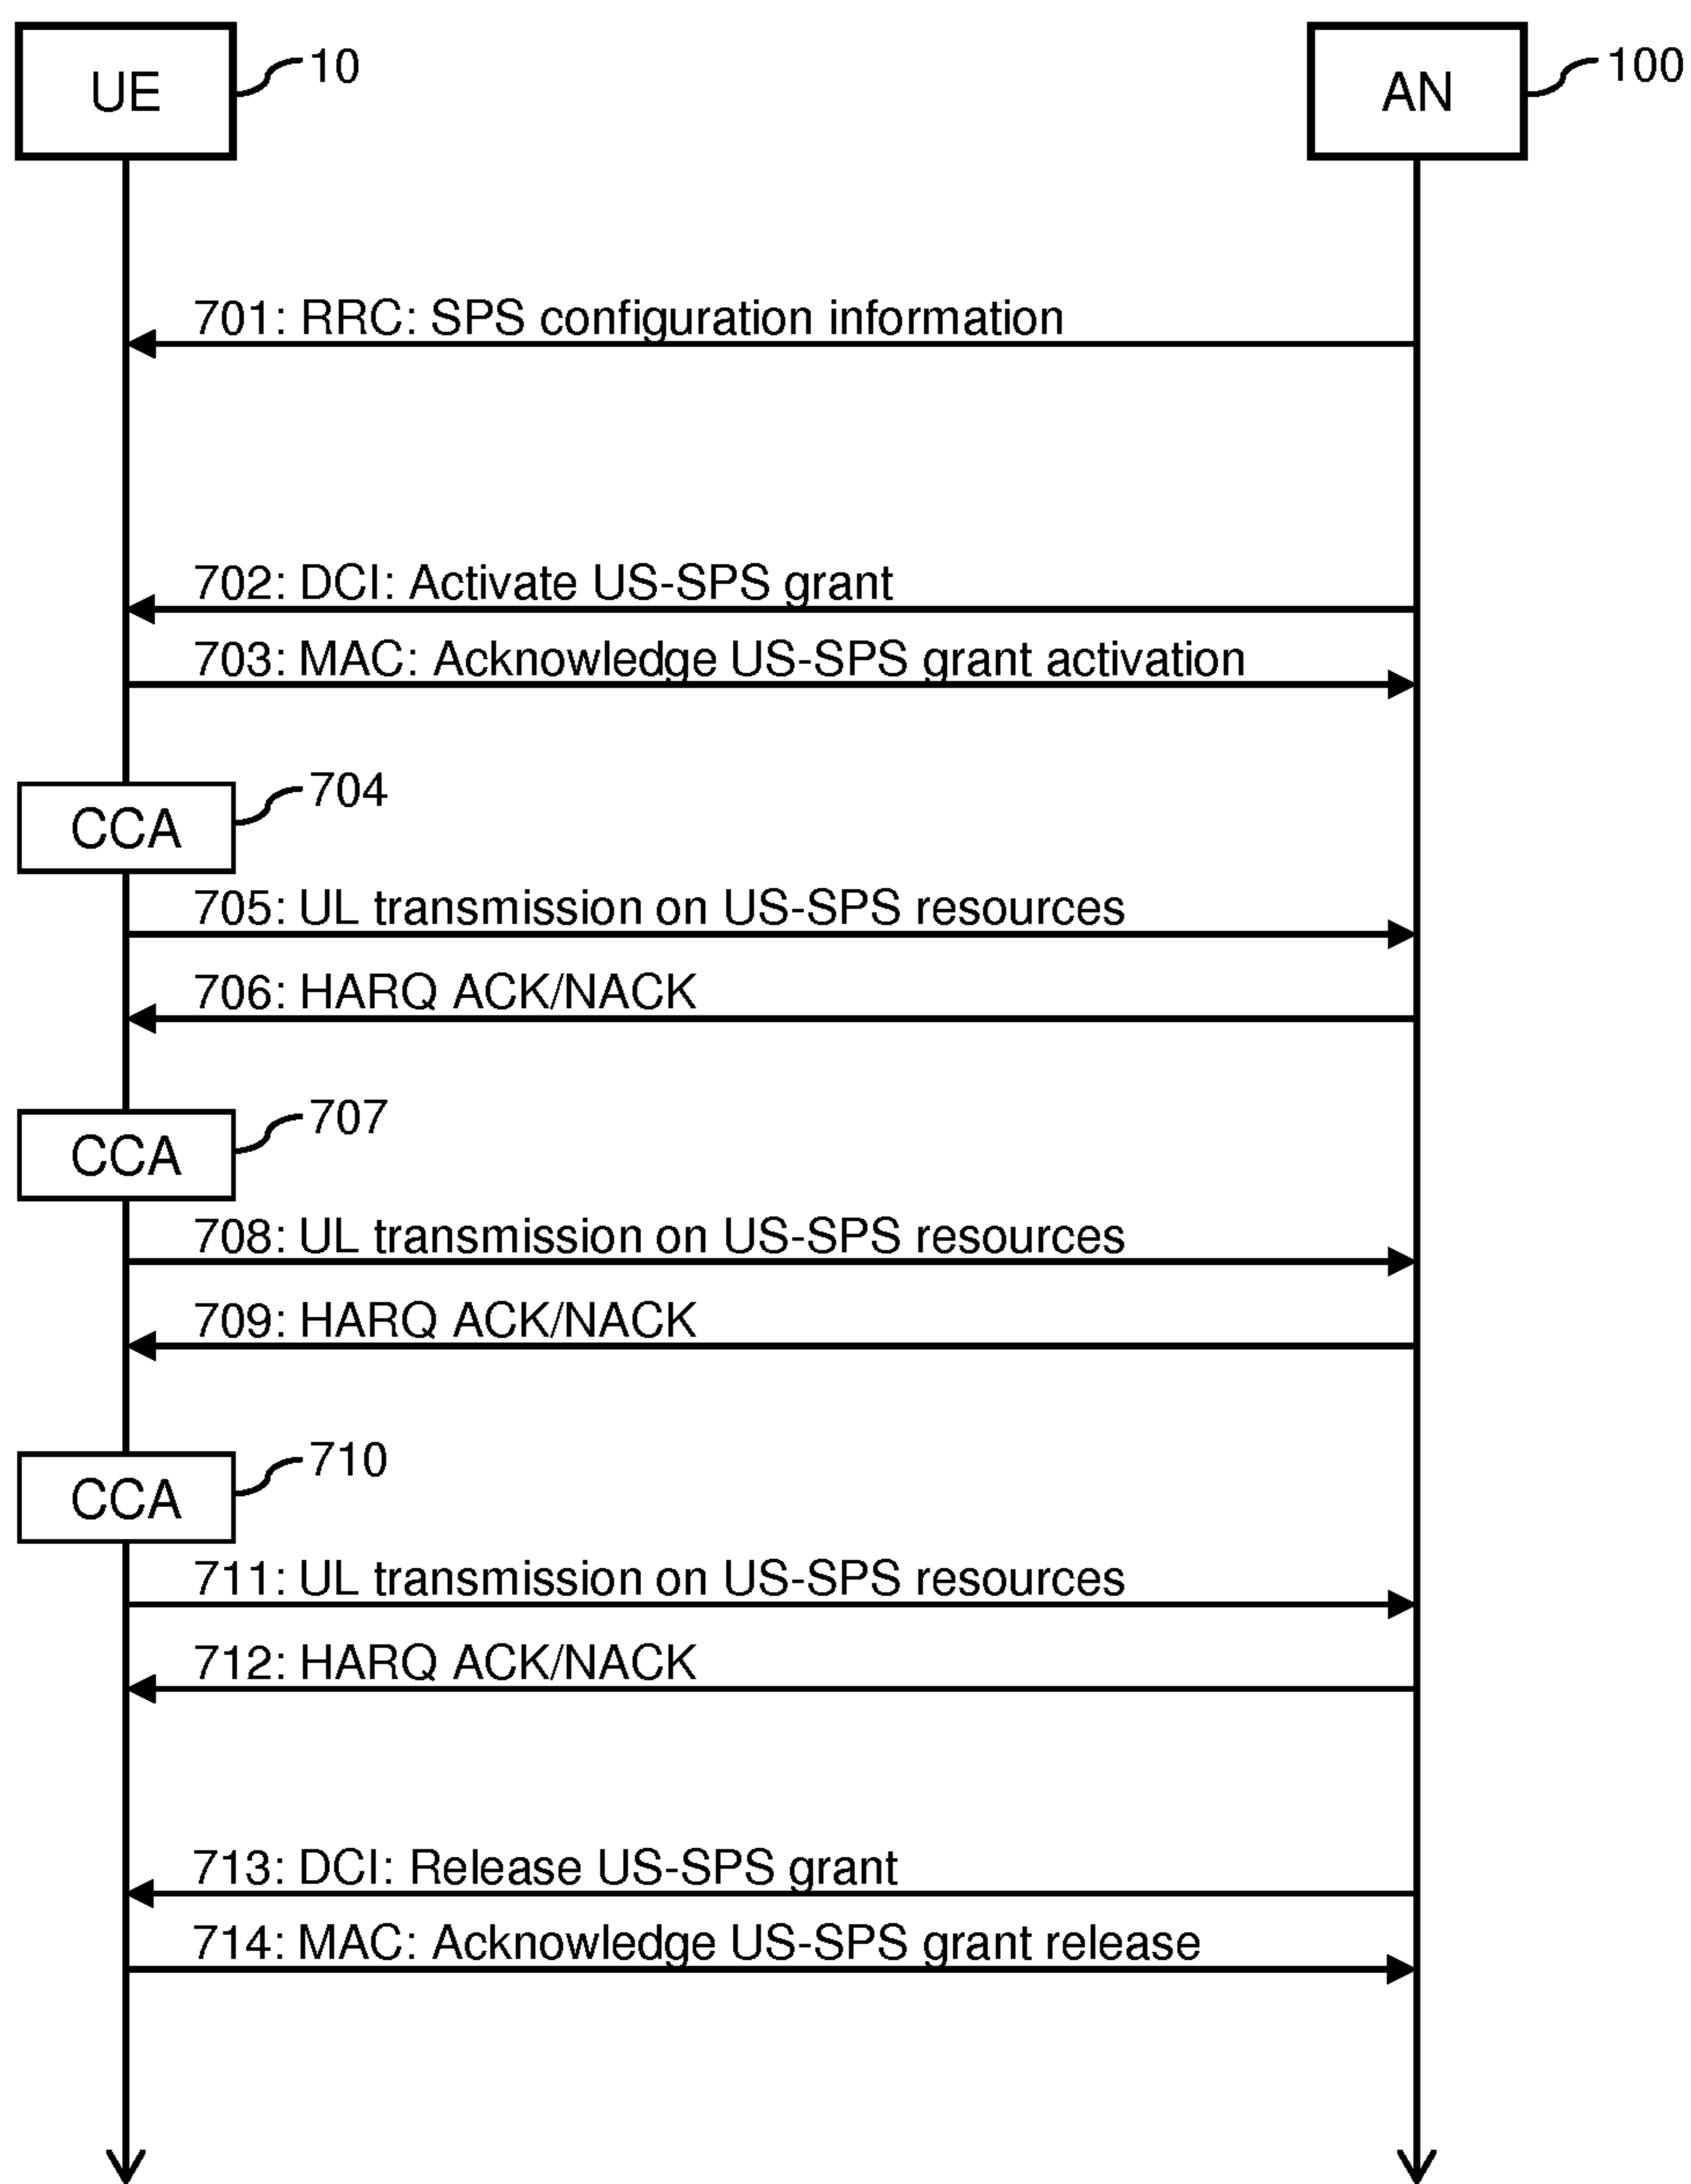 UE
10
AN
100
701: RRC: SPS configuration information
702: DCI: Activate US-SPS grant
703: MAC: Acknowledge US-SPS grant activation
704
CCA
705: UL transmission on US-SPS resources
706: HARQ ACK/NACK
707
CCA
708: UL transmission on US-SPS resources
709: HARQ ACK/NACK
710
CCA
711: UL transmission on US-SPS resources
712: HARQ ACK/NACK
713: DCI: Release US-SPS grant
714: MAC: Acknowledge US-SPS grant release